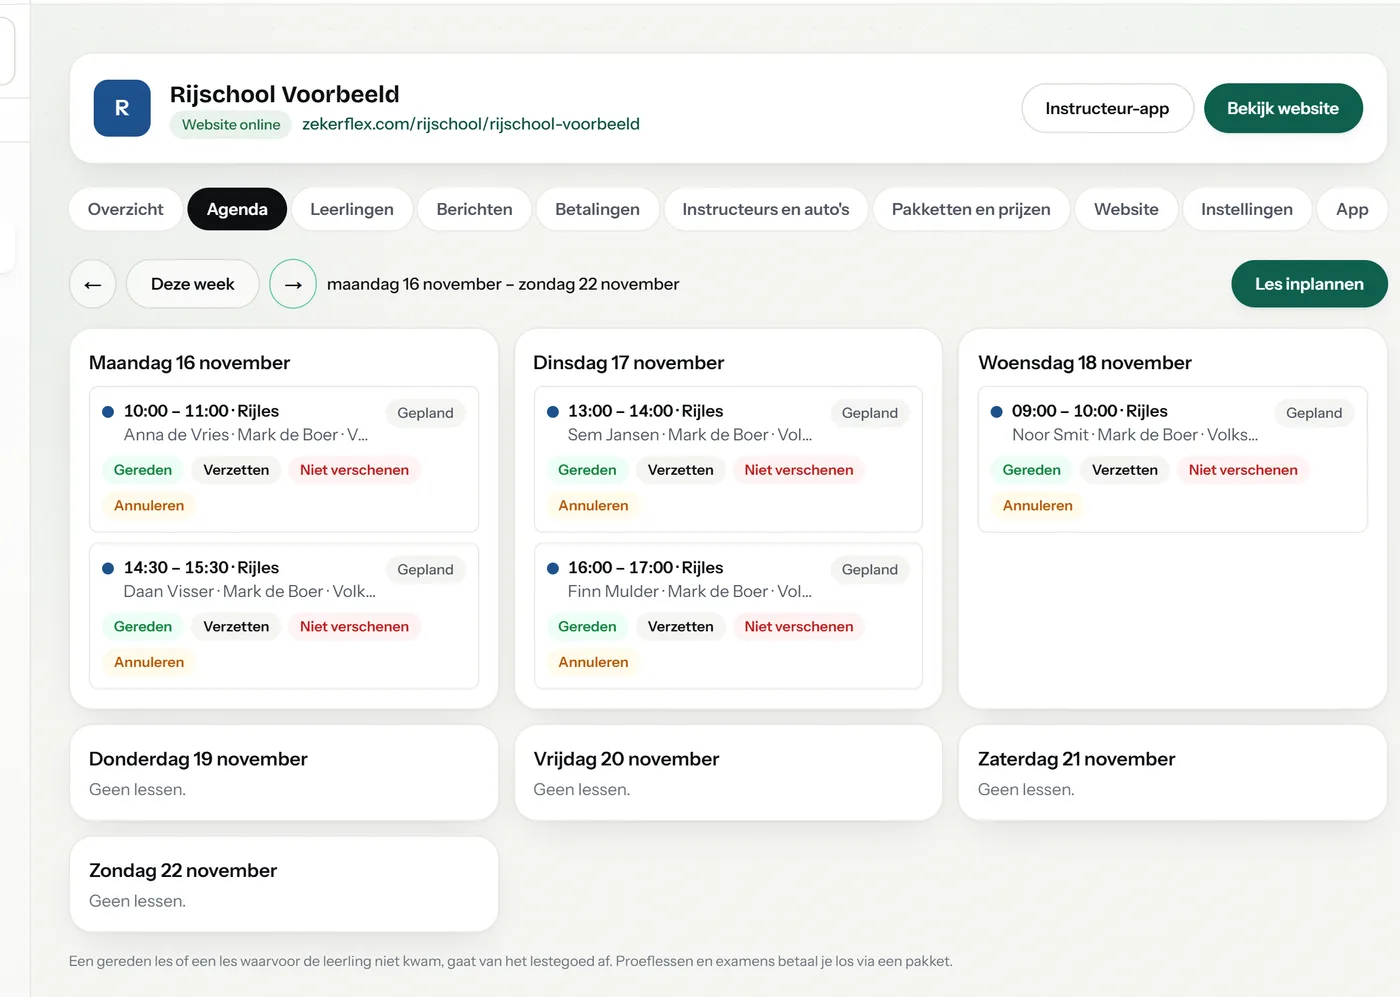 R
Rijschool Voorbeeld
Website online zekerflex.com/rijschool/rijschool-voorbeeld
Instructeur-app Bekijk website
Overzicht Agenda Leerlingen Berichten Betalingen Instructeurs en auto's Pakketten en prijzen Website Instellingen App
← Deze week → maandag 16 november – zondag 22 november Les inplannen
Maandag 16 november
10:00 – 11:00 · Rijles Gepland
Anna de Vries · Mark de Boer · V...
Gereden Verzetten Niet verschenen
Annuleren
14:30 – 15:30 · Rijles Gepland
Daan Visser · Mark de Boer · Volk...
Gereden Verzetten Niet verschenen
Annuleren
Dinsdag 17 november
13:00 – 14:00 · Rijles Gepland
Sem Jansen · Mark de Boer · Vol...
Gereden Verzetten Niet verschenen
Annuleren
16:00 – 17:00 · Rijles Gepland
Finn Mulder · Mark de Boer · Vol...
Gereden Verzetten Niet verschenen
Annuleren
Woensdag 18 november
09:00 – 10:00 · Rijles Gepland
Noor Smit · Mark de Boer · Volks...
Gereden Verzetten Niet verschenen
Annuleren
Donderdag 19 november
Geen lessen.
Vrijdag 20 november
Geen lessen.
Zaterdag 21 november
Geen lessen.
Zondag 22 november
Geen lessen.
Een gereden les of een les waarvoor de leerling niet kwam, gaat van het lestegoed af. Proeflessen en examens betaal je los via een pakket.